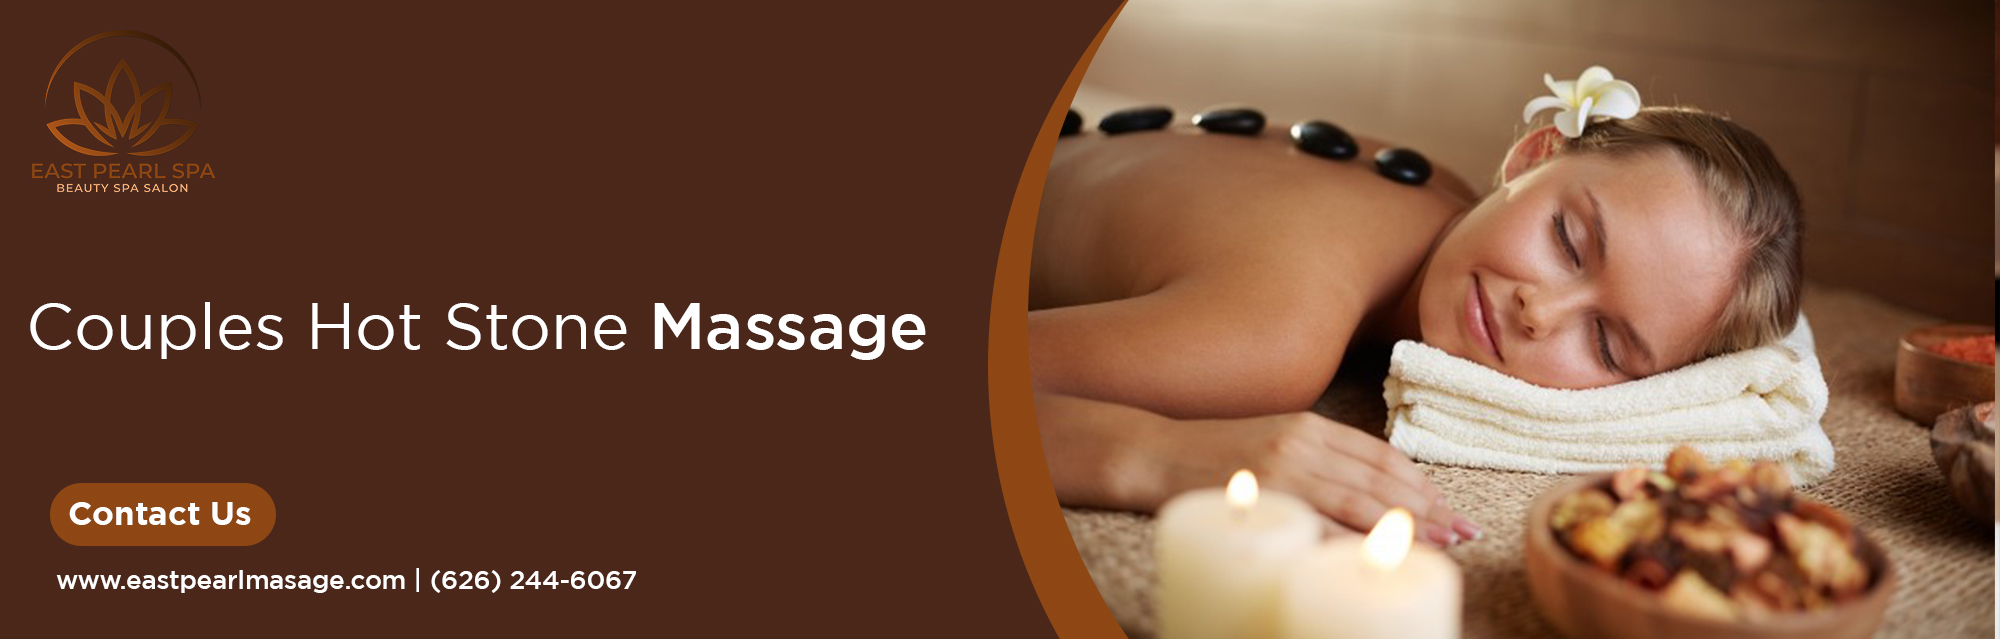 EAST PEARL SPA
BEAUTY SPA SALON
Couples Hot Stone Massage
Contact Us
www.eastpearlmasage.com | (626) 244-6067